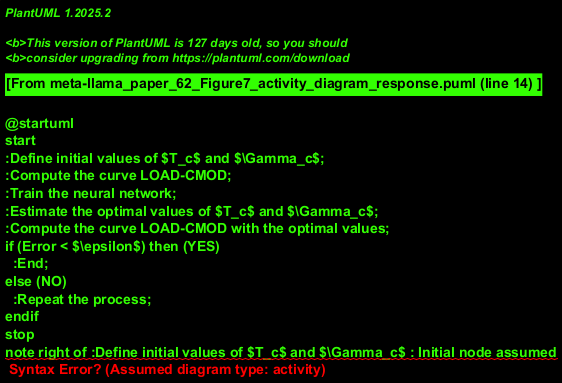 PlantUML 1.2025.2
<b>This version of PlantUML is 127 days old, so you should
<b>consider upgrading from https://plantuml.com/download
[From meta-llama_paper_62_Figure7_activity_diagram_response.puml (line 14) ]
@startuml
start
:Define initial values of $T_c$ and $\Gamma_c$;
:Compute the curve LOAD-CMOD;
:Train the neural network;
:Estimate the optimal values of $T_c$ and $\Gamma_c$;
:Compute the curve LOAD-CMOD with the optimal values;
if (Error < $\epsilon$) then (YES)
  :End;
else (NO)
  :Repeat the process;
endif
stop
note right of :Define initial values of $T_c$ and $\Gamma_c$ : Initial node assumed
Syntax Error? (Assumed diagram type: activity)